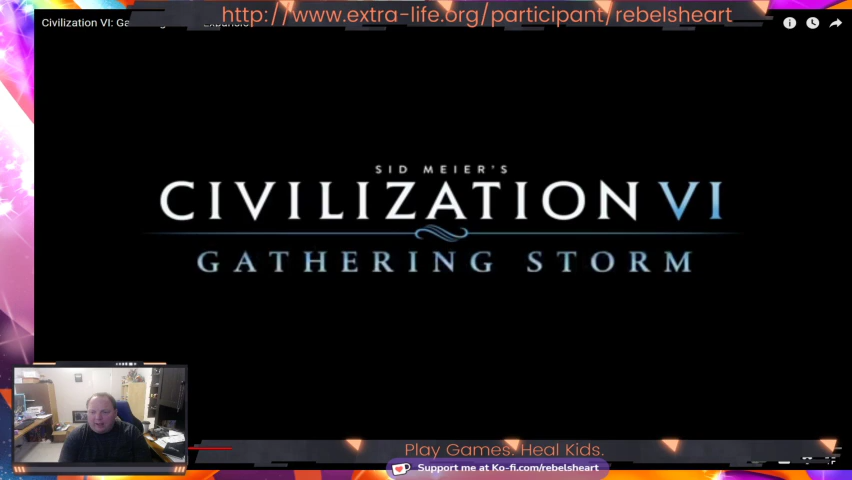 http://www.extra-life.org/participant/rebelsheart
Civilization VI: Ga
SID MEIER'S
CIVILIZATION VI
GATHERING STORM
Play Games. Heal Kids.
Support me at Ko-fi.com/rebelsheart